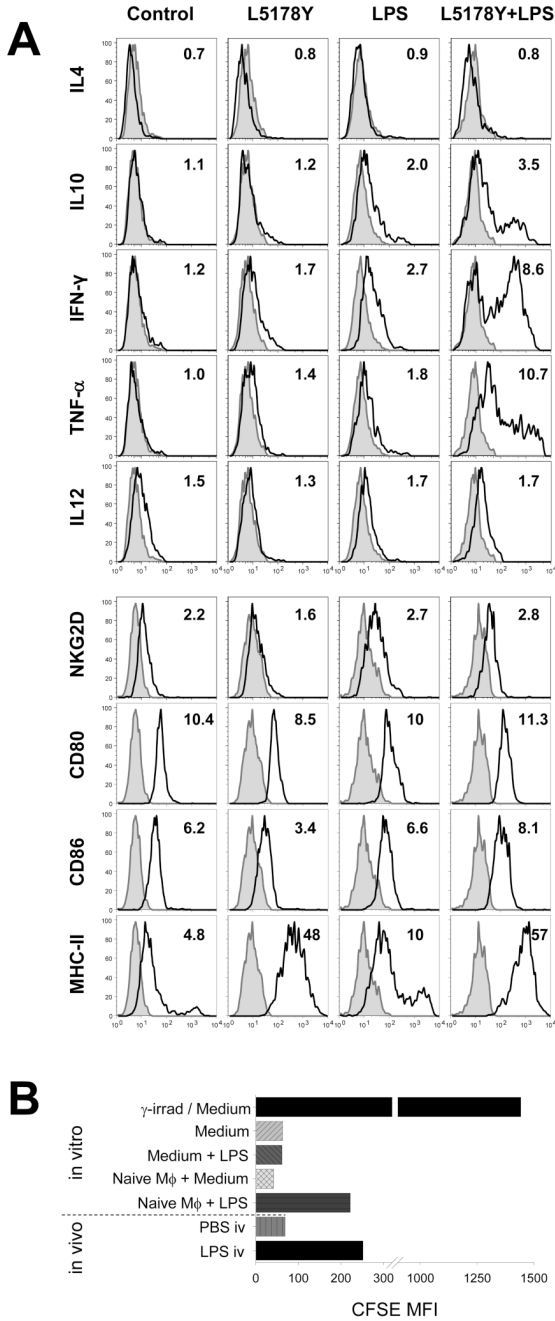 A
Control L5178Y LPS L5178Y+LPS
IL4 0.7 0.8 0.9 0.8
IL10 1.1 1.2 2.0 3.5
IFN-γ 1.2 1.7 2.7 8.6
TNF-α 1.0 1.4 1.8 10.7
IL12 1.5 1.3 1.7 1.7
NKG2D 2.2 1.6 2.7 2.8
CD80 10.4 8.5 10 11.3
CD86 6.2 3.4 6.6 8.1
MHC-II 4.8 48 10 57
B
in vitro
γ-irrad / Medium
Medium
Medium + LPS
Naive Mϕ + Medium
Naive Mϕ + LPS
in vivo
PBS iv
LPS iv
0 100 200 300 1000 1500
CFSE MFI